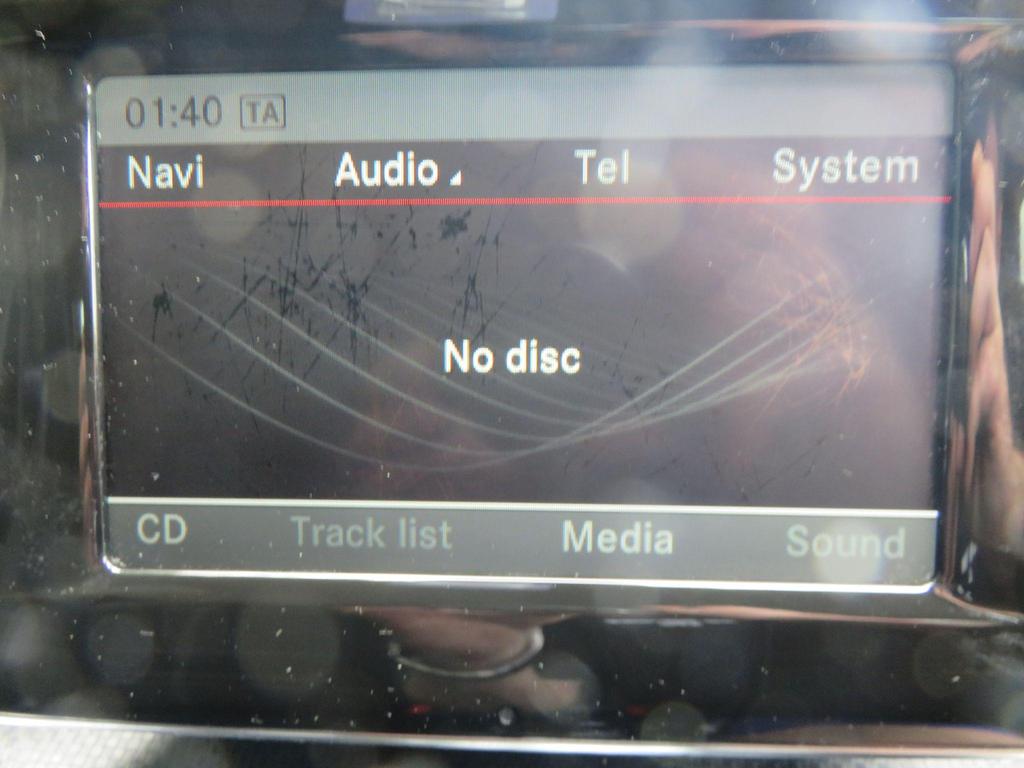 01:40 TA
Navi Audio Tel System
No disc
CD Track list Media Sound